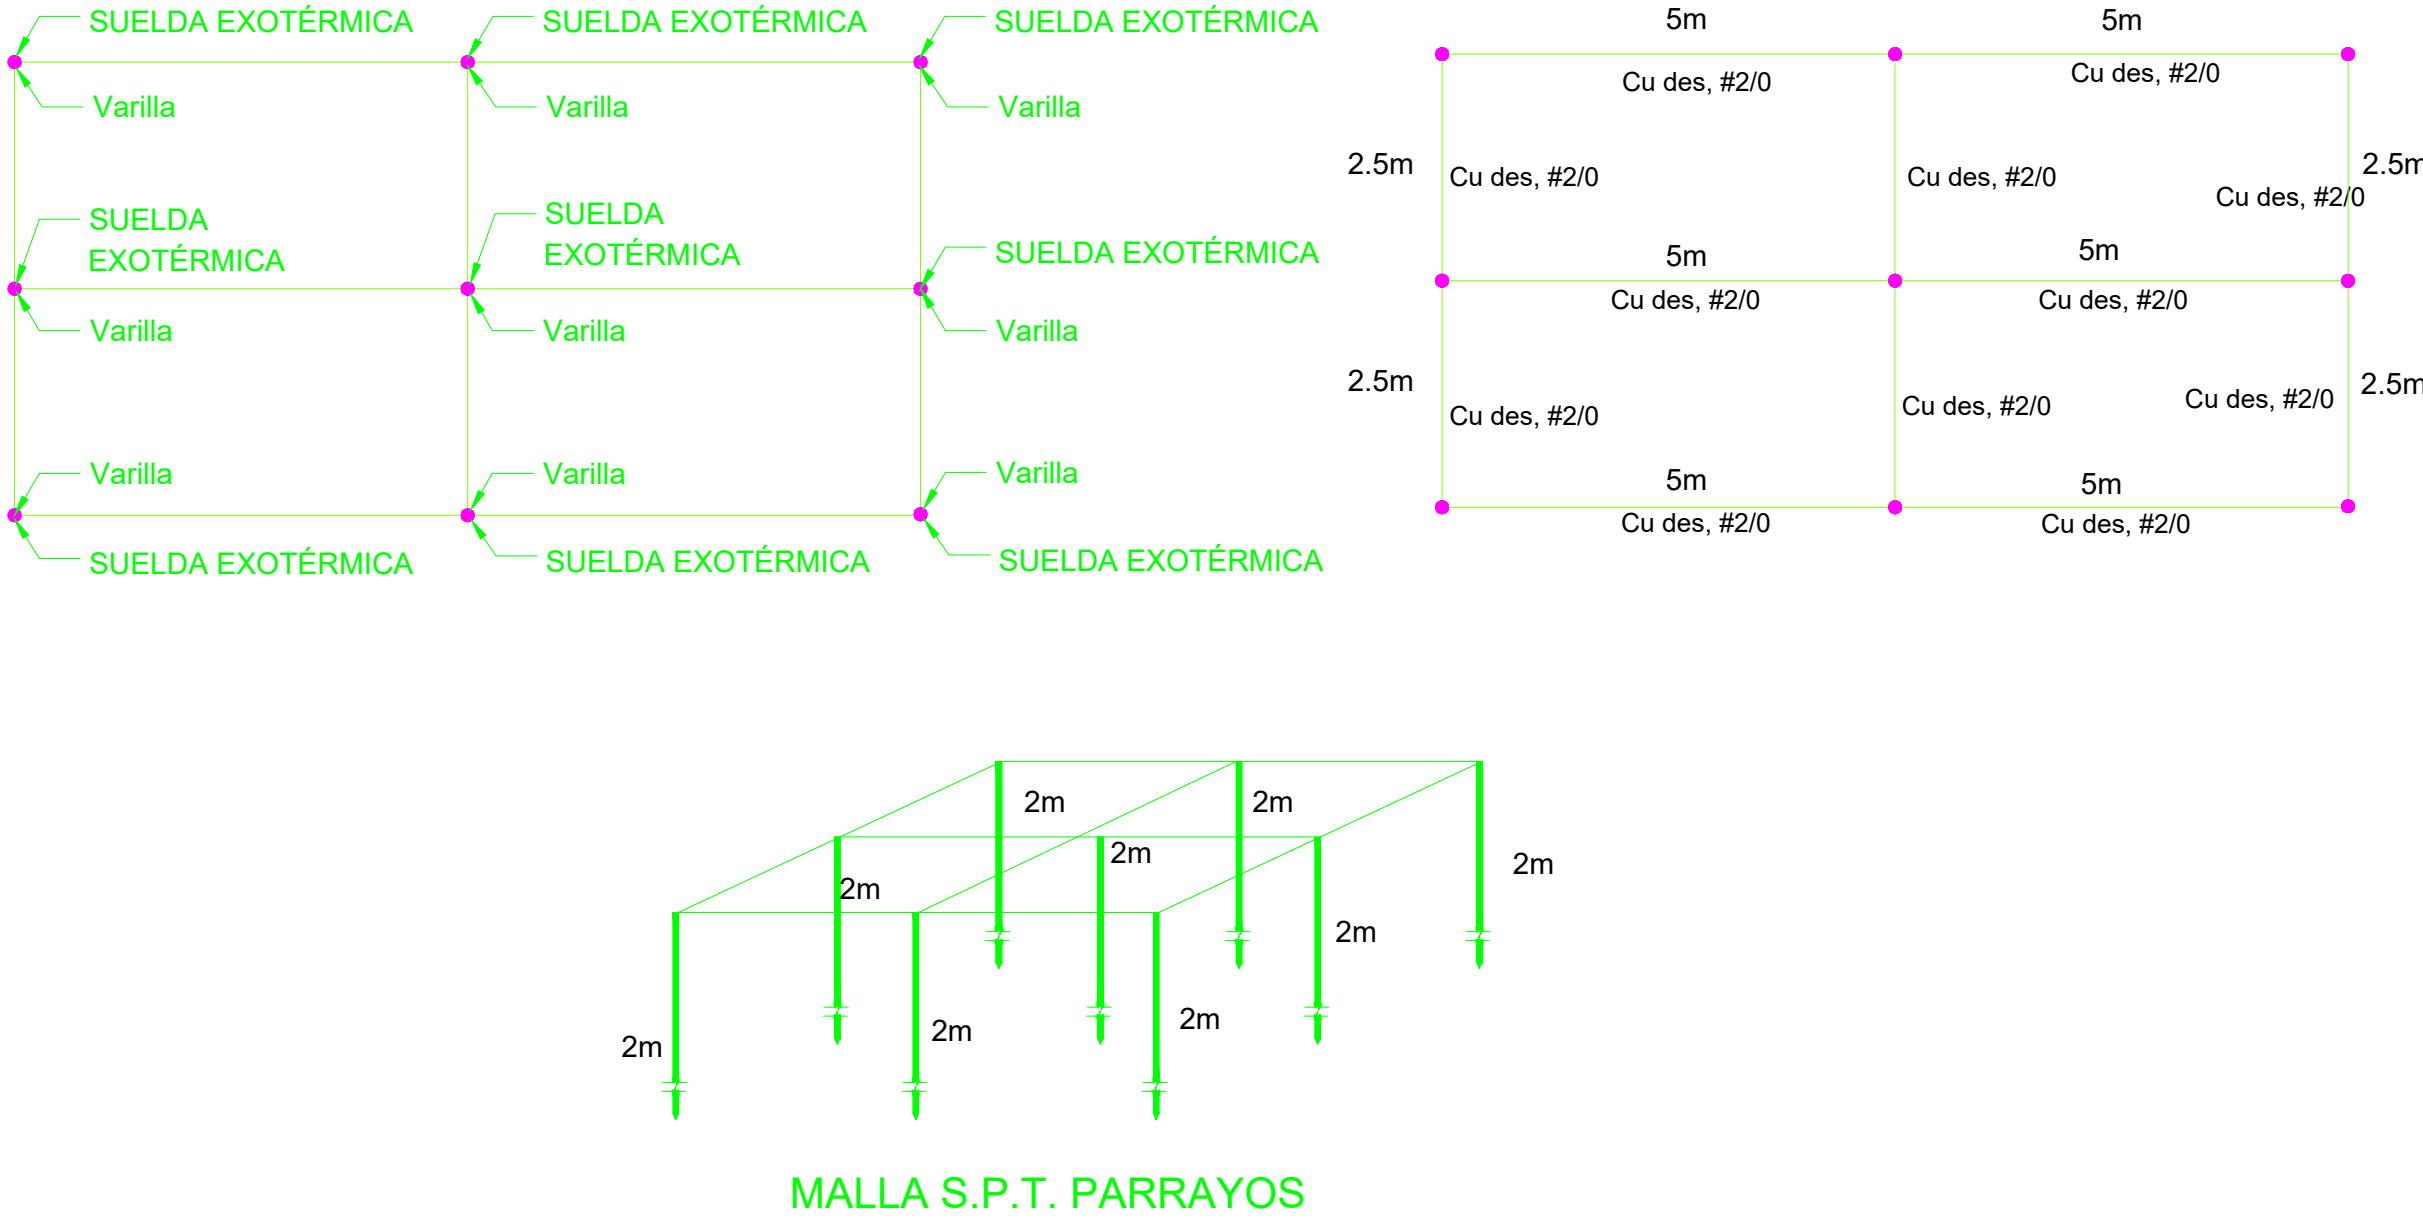 SUELDA EXOTÉRMICA
SUELDA EXOTÉRMICA
SUELDA EXOTÉRMICA
Varilla
Varilla
Varilla
SUELDA
EXOTÉRMICA
SUELDA
EXOTÉRMICA
SUELDA EXOTÉRMICA
Varilla
Varilla
Varilla
Varilla
Varilla
Varilla
SUELDA EXOTÉRMICA
SUELDA EXOTÉRMICA
SUELDA EXOTÉRMICA
5m
5m
Cu des, #2/0
Cu des, #2/0
2.5m
Cu des, #2/0
Cu des, #2/0
2.5m
Cu des, #2/0
5m
5m
Cu des, #2/0
Cu des, #2/0
2.5m
2.5m
Cu des, #2/0
Cu des, #2/0
Cu des, #2/0
5m
5m
Cu des, #2/0
Cu des, #2/0
2m
2m
2m
2m
2m
2m
2m
2m
2m
MALLA S.P.T. PARRAYOS